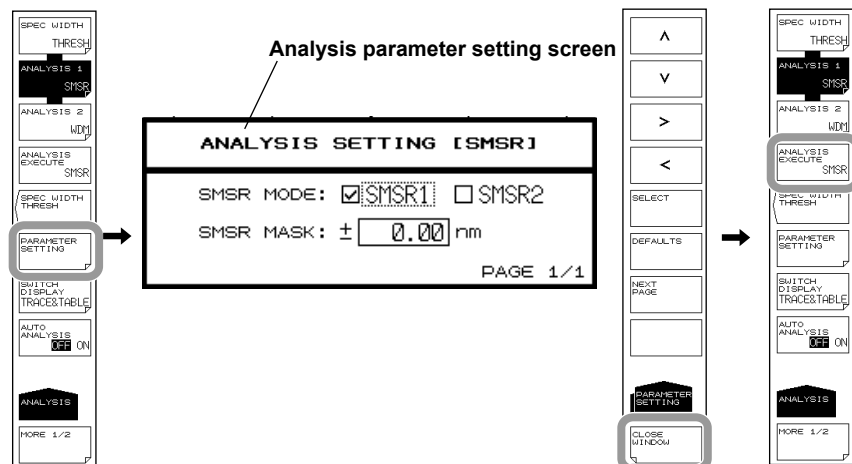 SPEC WIDTH
THRESH
ANALYSIS 1
SMSR
ANALYSIS 2
WDM
ANALYSIS
EXECUTE
SMSR
SPEC WIDTH
THRESH
PARAMETER
SETTING
SWITCH
DISPLAY
TRACE&TABLE
AUTO
ANALYSIS
OFF ON
ANALYSIS
MORE 1/2
Analysis parameter setting screen
ANALYSIS SETTING [SMSR]
SMSR MODE: ☑SMSR1 ☐SMSR2
SMSR MASK: ± 0.00 nm
PAGE 1/1
∧
∨
>
<
SELECT
DEFAULTS
NEXT
PAGE
PARAMETER
SETTING
CLOSE
WINDOW
SPEC WIDTH
THRESH
ANALYSIS 1
SMSR
ANALYSIS 2
WDM
ANALYSIS
EXECUTE
SMSR
SPEC WIDTH
THRESH
PARAMETER
SETTING
SWITCH
DISPLAY
TRACE&TABLE
AUTO
ANALYSIS
OFF ON
ANALYSIS
MORE 1/2